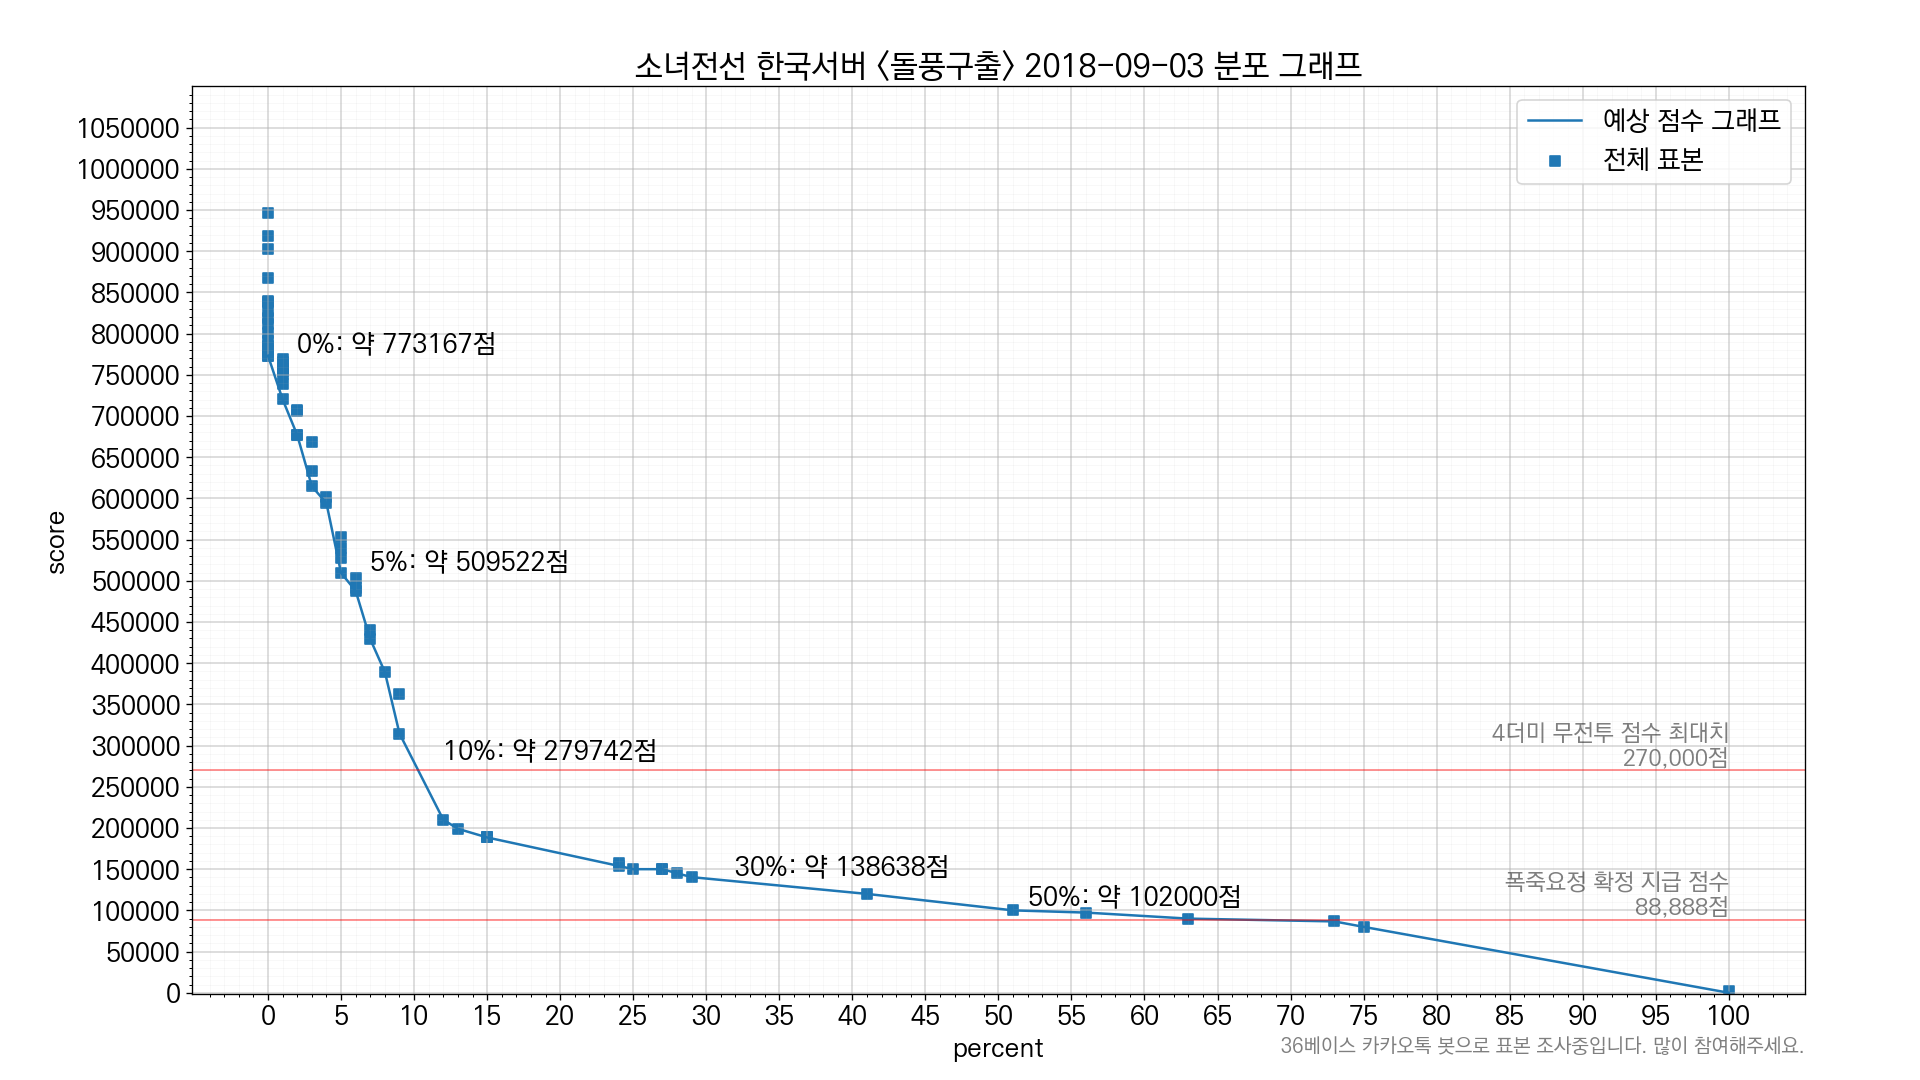 소녀전선 한국서버 <돌풍구출> 2018-09-03 분포 그래프
예상 점수 그래프
전체 표본
score
1050000
1000000
950000
900000
850000
800000
750000
700000
650000
600000
550000
500000
450000
400000
350000
300000
250000
200000
150000
100000
50000
0
0%: 약 773167점
5%: 약 509522점
10%: 약 279742점
30%: 약 138638점
50%: 약 102000점
4더미 무전투 점수 최대치
270,000점
폭죽요정 확정 지급 점수
88,888점
0 5 10 15 20 25 30 35 40 45 50 55 60 65 70 75 80 85 90 95 100
percent
36베이스 카카오톡 봇으로 표본 조사중입니다. 많이 참여해주세요.